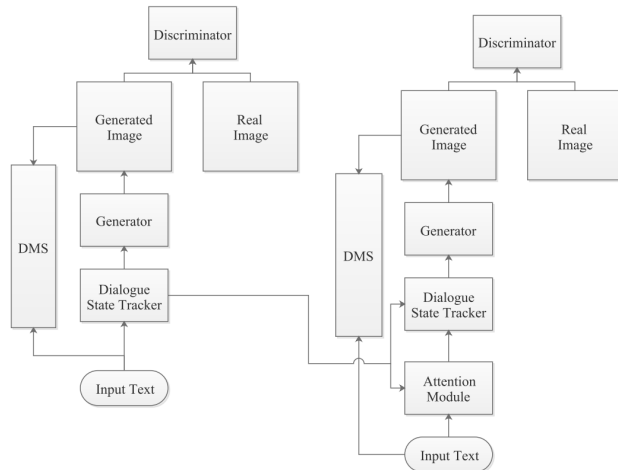 Discriminator
Generated
Image
Real
Image
DMS
Generator
Dialogue
State Tracker
Input Text
Discriminator
Generated
Image
Real
Image
DMS
Generator
Dialogue
State Tracker
Attention
Module
Input Text